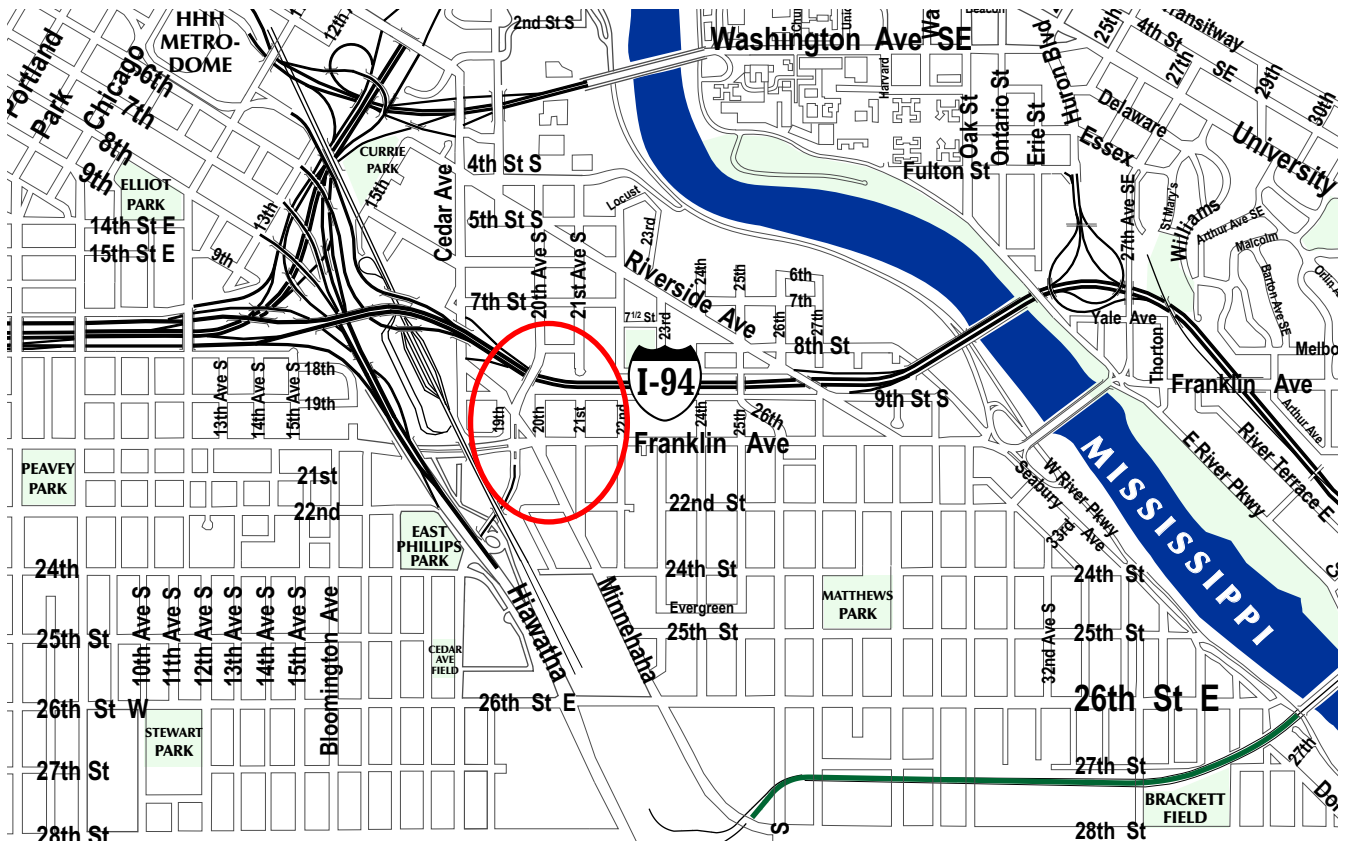 HHH
METRO-
DOME
12th
2nd St S
Washington Ave SE
Harvard
Huron Blvd
25th
Transitway
4th St SE
27th
29th
30th
Portland
Park
Chicago
6th
7th
8th
9th
Delaware
Essex
University
Oak St
Ontario St
Erie St
Fulton St
CURRIE
PARK
15th
Cedar Ave
4th St S
5th St S
Locust
23rd
ELLIOT
PARK
14th St E
15th St E
13th
9th
20th Ave S
21st Ave S
Riverside Ave
24th
25th
6th
7th
26th
27th
27th Ave SE
St Mary's
Williams
Arthur Ave SE
Malcolm
Barton Ave SE
7th St
7 1/2 St
23rd
8th St
Yale Ave
Thorton
Franklin Ave
Arthur Ave
I-94
9th St S
13th Ave S
14th Ave S
15th Ave S
18th
19th
19th
20th
21st
22nd
24th
25th
26th
Franklin Ave
PEAVEY
PARK
21st
22nd
22nd St
Seabury
W River Pkwy
33rd Ave
E River Pkwy
River Terrace E
MISSISSIPPI
EAST
PHILLIPS
PARK
24th
24th St
24th St
MATTHEWS
PARK
Evergreen
25th St
25th St
25th St
10th Ave S
11th Ave S
12th Ave S
13th Ave S
14th Ave S
15th Ave S
Bloomington Ave
CEDAR
AVE
FIELD
Hiawatha
Minnehaha
32nd Ave S
26th St W
26th St E
26th St E
STEWART
PARK
27th St
27th St
27th
BRACKETT
FIELD
28th St
S
28th St